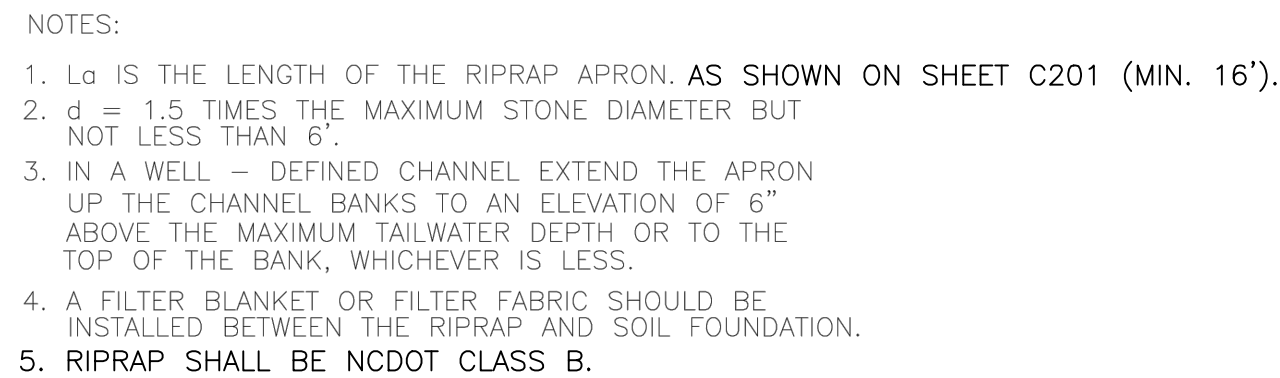 NOTES:
1. La IS THE LENGTH OF THE RIPRAP APRON. AS SHOWN ON SHEET C201 (MIN. 16').
2. d = 1.5 TIMES THE MAXIMUM STONE DIAMETER BUT
NOT LESS THAN 6'.
3. IN A WELL – DEFINED CHANNEL EXTEND THE APRON
UP THE CHANNEL BANKS TO AN ELEVATION OF 6"
ABOVE THE MAXIMUM TAILWATER DEPTH OR TO THE
TOP OF THE BANK, WHICHEVER IS LESS.
4. A FILTER BLANKET OR FILTER FABRIC SHOULD BE
INSTALLED BETWEEN THE RIPRAP AND SOIL FOUNDATION.
5. RIPRAP SHALL BE NCDOT CLASS B.